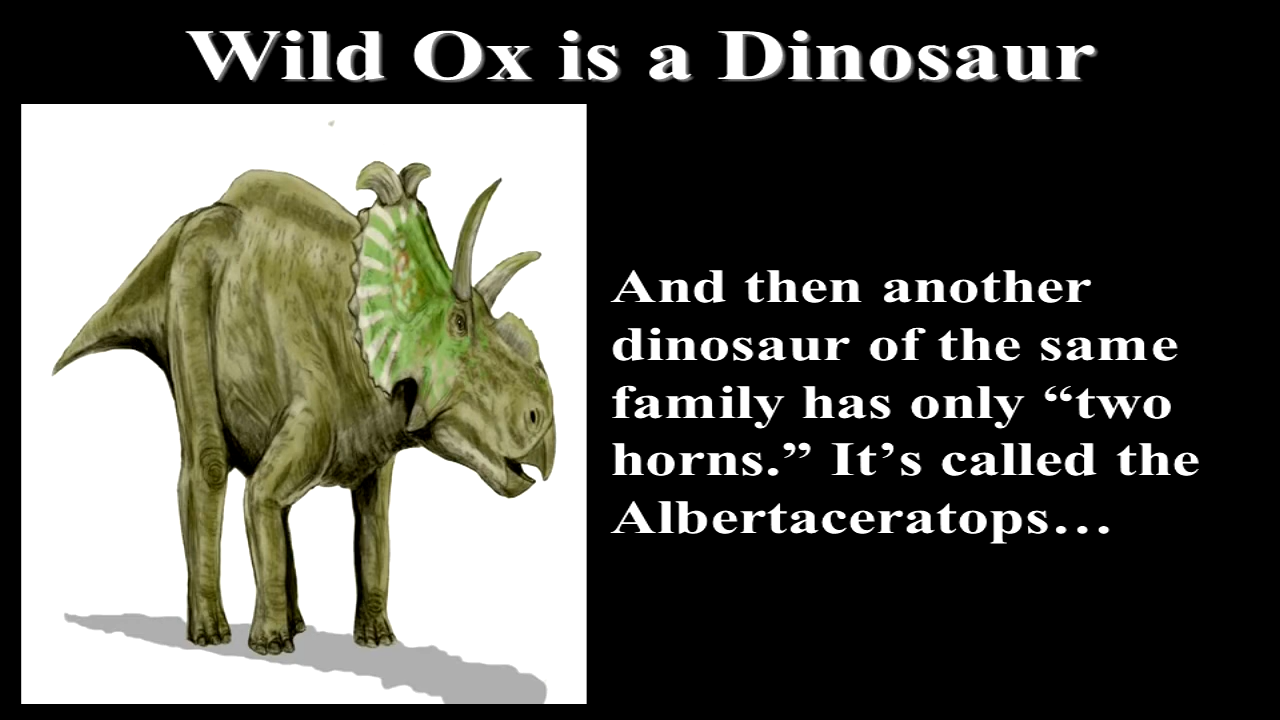 Wild Ox is a Dinosaur
And then another
dinosaur of the same
family has only “two
horns.” It’s called the
Albertaceratops…